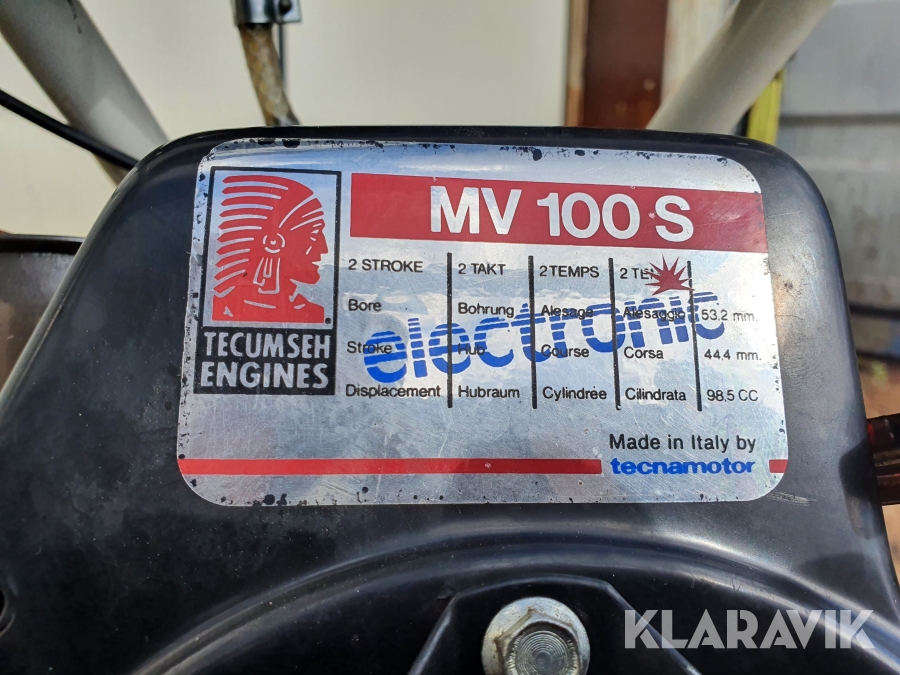 MV 100 S
TECUMSEH
ENGINES
2 STROKE 2 TAKT 2 TEMPS
Bore Bohrung Alesage Alesaggio 53.2 mm.
electronic
Stroke Hub Course Corsa 44.4 mm.
Displacement Hubraum Cylindrée Cilindrata 98.5 CC
Made in Italy by
tecnamotor
KLARAVIK